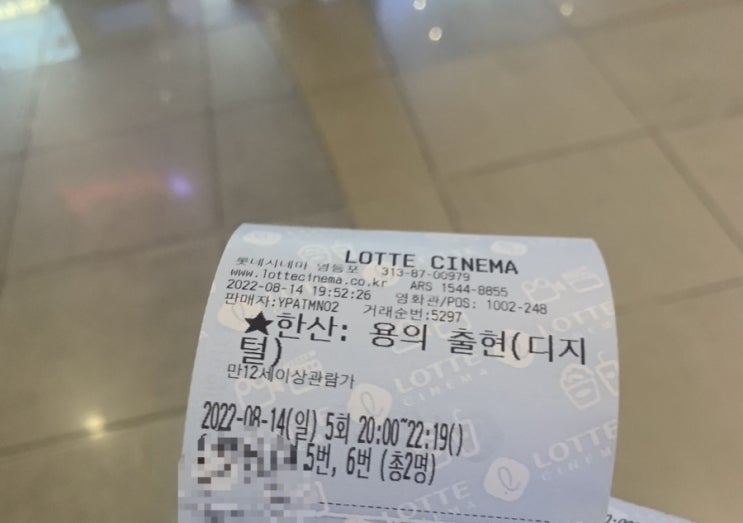 LOTTE CINEMA
롯데시네마 영등포 313-87-00979
www.lottecinema.co.kr ARS 1544-8855
2022-08-14 19:52:26 영화관/POS: 1002-248
판매자:YPATMN02 거래순번:5297
★한산: 용의 출현(디지
털)
만12세이상관람가
2022-08-14(일) 5회 20:00~22:19()
5번, 6번 (총2명)
LOTTE
CINEMA
LOTTE
CINEMA